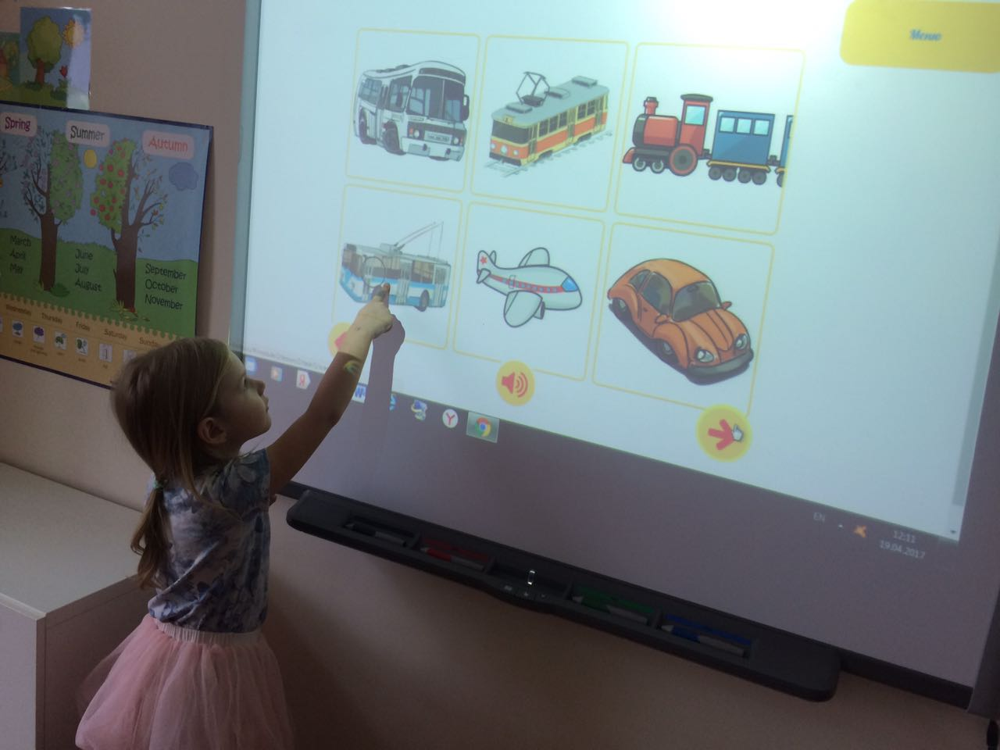 Меню
Spring
Summer
Autumn
March
April
May
June
July
August
September
October
November
Wednesday
Thursday
Friday
Saturday
Sunday
EN
12:11
19.04.2017